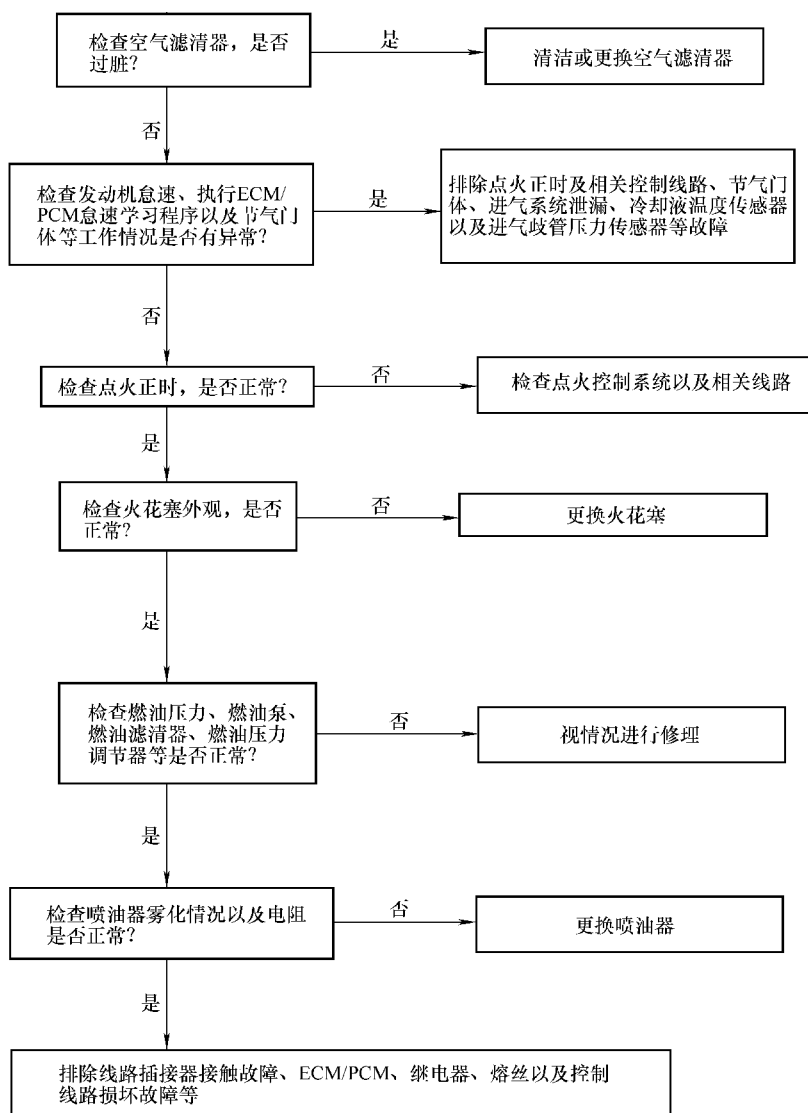 检查空气滤清器，是否
过脏？
是
清洁或更换空气滤清器
否
检查发动机怠速、执行ECM/
PCM怠速学习程序以及节气门
体等工作情况是否有异常？
是
排除点火正时及相关控制线路、节气门
体、进气系统泄漏、冷却液温度传感器
以及进气歧管压力传感器等故障
否
检查点火正时，是否正常？
否
检查点火控制系统以及相关线路
是
检查火花塞外观，是否
正常？
否
更换火花塞
是
检查燃油压力、燃油泵、
燃油滤清器、燃油压力
调节器等是否正常？
否
视情况进行修理
是
检查喷油器雾化情况以及电阻
是否正常？
否
更换喷油器
是
排除线路插接器接触故障、ECM/PCM、继电器、熔丝以及控制
线路损坏故障等